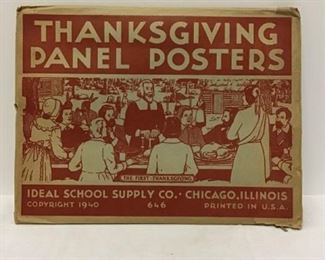 THANKSGIVING
PANEL POSTERS
THE FIRST THANKSGIVING
IDEAL SCHOOL SUPPLY CO. • CHICAGO, ILLINOIS
COPYRIGHT 1940 646 PRINTED IN U.S.A.